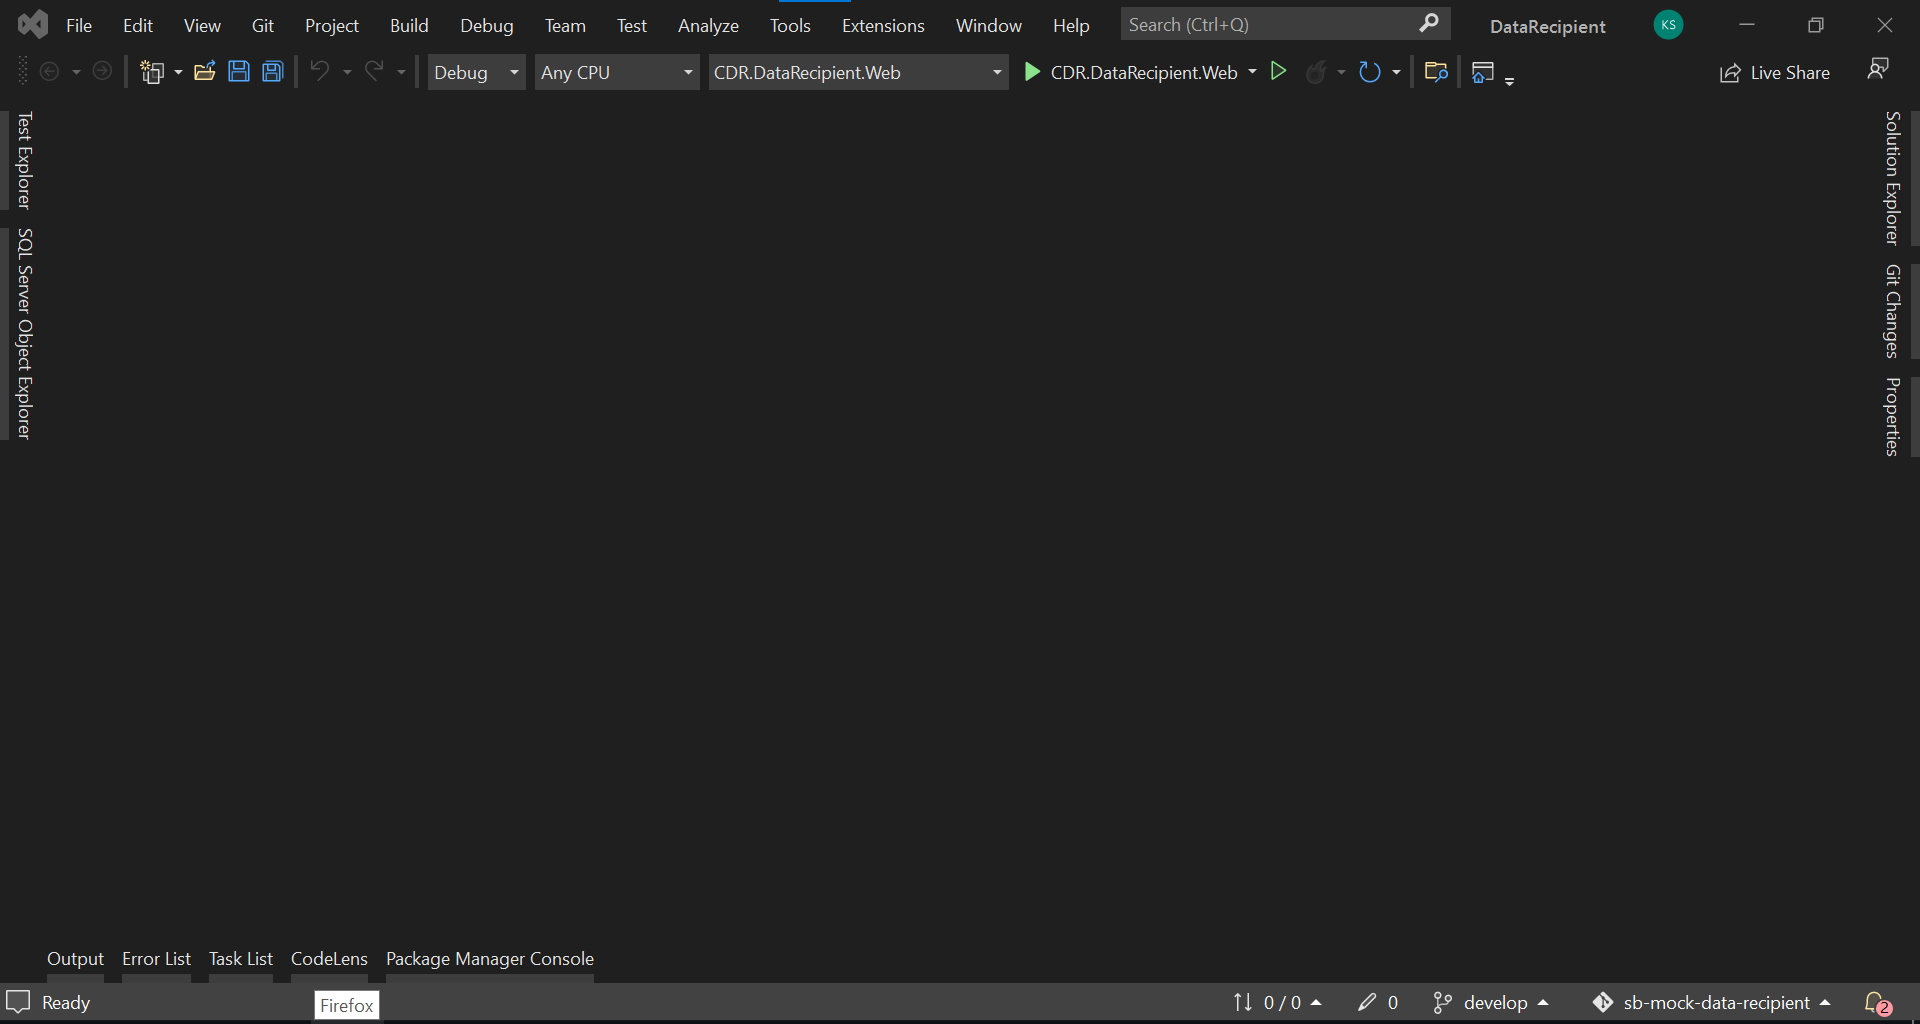 File Edit View Git Project Build Debug Team Test Analyze Tools Extensions Window Help Search (Ctrl+Q) DataRecipient KS
Debug Any CPU CDR.DataRecipient.Web CDR.DataRecipient.Web Live Share
Test Explorer
SQL Server Object Explorer
Solution Explorer
Git Changes
Properties
Output Error List Task List CodeLens Package Manager Console
Ready Firefox 0 / 0 0 develop sb-mock-data-recipient 2